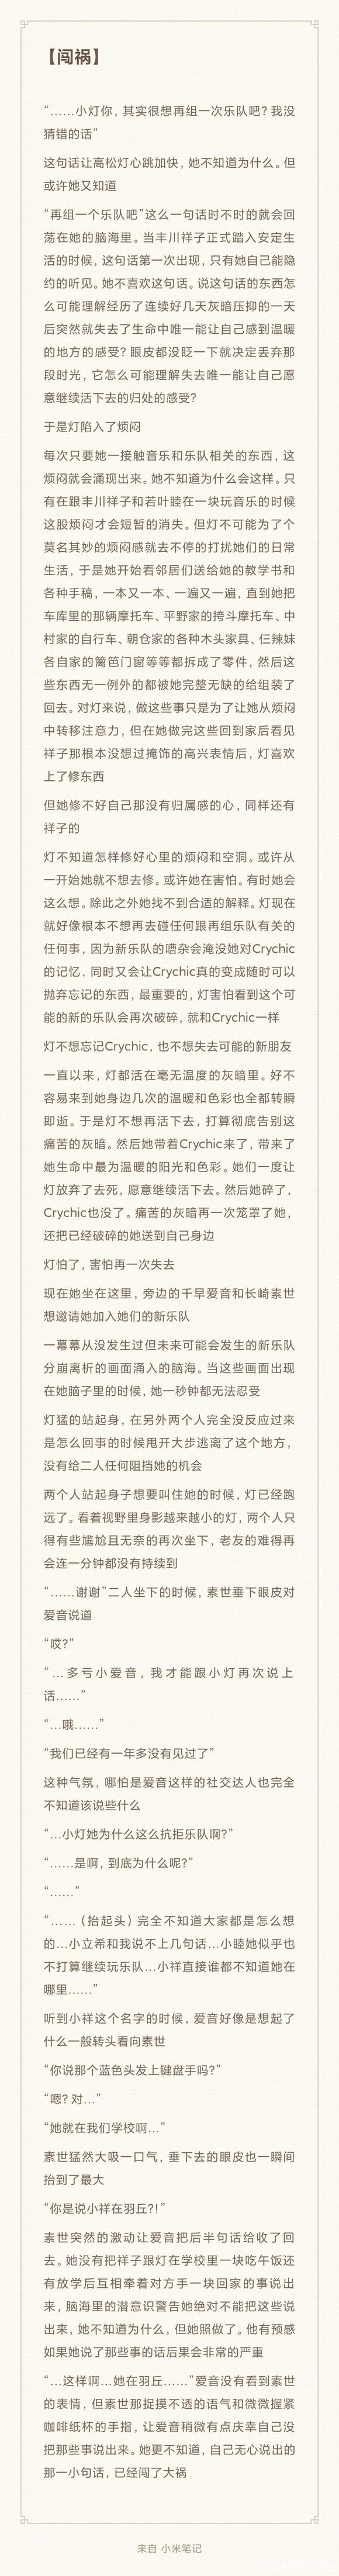 【闯祸】
“……小灯你，其实很想再组一次乐队吧？我没
猜错的话”
这句话让高松灯心跳加快，她不知道为什么。但
或许她又知道
“再组一个乐队吧”这么一句话时不时的就会回
荡在她的脑海里。当丰川祥子正式踏入安定生
活的时候，这句话第一次出现，只有她自己能隐
约的听见。她不喜欢这句话。说这句话的东西怎
么可能理解经历了连续好几天灰暗压抑的一天
后突然就失去了生命中唯一能让自己感到温暖
的地方的感受？眼皮都没眨一下就决定丢弃那
段时光，它怎么可能理解失去唯一能让自己愿
意继续活下去的归处的感受？
于是灯陷入了烦闷
每次只要她一接触音乐和乐队相关的东西，这
烦闷就会涌现出来。她不知道为什么会这样。只
有在跟丰川祥子和若叶睦在一块玩音乐的时候
这股烦闷才会短暂的消失。但灯不可能为了个
莫名其妙的烦闷感就去不停的打扰她们的日常
生活，于是她开始看邻居们送给她的教学书和
各种手稿，一本又一本、一遍又一遍，直到她把
车库里的那辆摩托车、平野家的挎斗摩托车、中
村家的自行车、朝仓家的各种木头家具、仨辣妹
各自家的篱笆门窗等等都拆成了零件，然后这
些东西无一例外的都被她完整无缺的给组装了
回去。对灯来说，做这些事只是为了让她从烦闷
中转移注意力，但在她做完这些回到家后看见
祥子那根本没想过掩饰的高兴表情后，灯喜欢
上了修东西
但她修不好自己那没有归属感的心，同样还有
祥子的
灯不知道怎样修好心里的烦闷和空洞。或许从
一开始她就不想去修。或许她在害怕。有时她会
这么想。除此之外她找不到合适的解释。灯现在
就好像根本不想再去碰任何跟再组乐队有关的
任何事，因为新乐队的嘈杂会淹没她对Crychic
的记忆，同时又会让Crychic真的变成随时可以
抛弃忘记的东西，最重要的，灯害怕看到这个可
能的新的乐队会再次破碎，就和Crychic一样
灯不想忘记Crychic，也不想失去可能的新朋友
一直以来，灯都活在毫无温度的灰暗里。好不
容易来到她身边几次的温暖和色彩也全都转瞬
即逝。于是灯不想再活下去，打算彻底告别这
痛苦的灰暗。然后她带着Crychic来了，带来了
她生命中最为温暖的阳光和色彩。她们一度让
灯放弃了去死，愿意继续活下去。然后她碎了，
Crychic也没了。痛苦的灰暗再一次笼罩了她，
还把已经破碎的她送到自己身边
灯怕了，害怕再一次失去
现在她坐在这里，旁边的千早爱音和长崎素世
想邀请她加入她们的新乐队
一幕幕从没发生过但未来可能会发生的新乐队
分崩离析的画面涌入的脑海。当这些画面出现
在她脑子里的时候，她一秒钟都无法忍受
灯猛的站起身，在另外两个人完全没反应过来
是怎么回事的时候甩开大步逃离了这个地方，
没有给二人任何阻挡她的机会
两个人站起身子想要叫住她的时候，灯已经跑
远了。看着视野里身影越来越小的灯，两个人只
得有些尴尬且无奈的再次坐下，老友的难得再
会连一分钟都没有持续到
“……谢谢”二人坐下的时候，素世垂下眼皮对
爱音说道
“哎？”
“…多亏小爱音，我才能跟小灯再次说上
话……”
“…哦……”
“我们已经有一年多没有见过了”
这种气氛，哪怕是爱音这样的社交达人也完全
不知道该说些什么
“…小灯她为什么这么抗拒乐队啊？”
“……是啊，到底为什么呢？”
“……”
“……（抬起头）完全不知道大家都是怎么想
的…小立希和我说不上几句话…小睦她似乎也
不打算继续玩乐队…小祥直接谁都不知道她在
哪里……”
听到小祥这个名字的时候，爱音好像是想起了
什么一般转头看向素世
“你说那个蓝色头发上键盘手吗？”
“嗯？对…”
“她就在我们学校啊…”
素世猛然大吸一口气，垂下去的眼皮也一瞬间
抬到了最大
“你是说小祥在羽丘？！”
素世突然的激动让爱音把后半句话给收了回
去。她没有把祥子跟灯在学校里一块吃午饭还
有放学后互相牵着对方手一块回家的事说出
来，脑海里的潜意识警告她绝对不能把这些说
出来，她不知道为什么，但她照做了。他有预感
如果她说了那些事的话后果会非常的严重
“…这样啊…她在羽丘……”爱音没有看到素世
的表情，但素世那捉摸不透的语气和微微握紧
咖啡纸杯的手指，让爱音稍微有点庆幸自己没
把那些事说出来。她更不知道，自己无心说出的
那一小句话，已经闯了大祸
来自 小米笔记